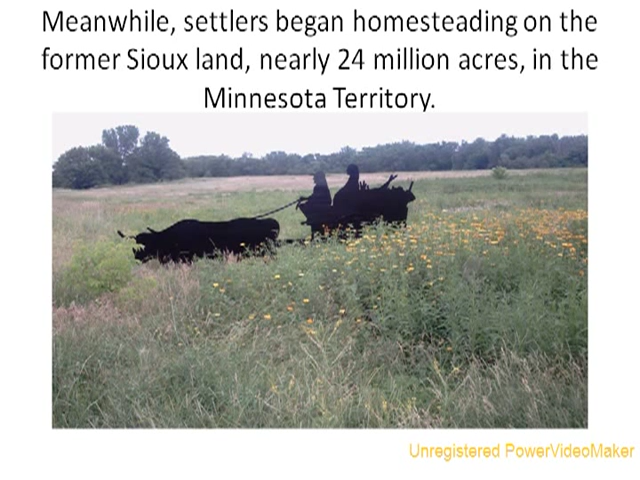 Meanwhile, settlers began homesteading on the
former Sioux land, nearly 24 million acres, in the
Minnesota Territory.
Unregistered PowerVideoMaker